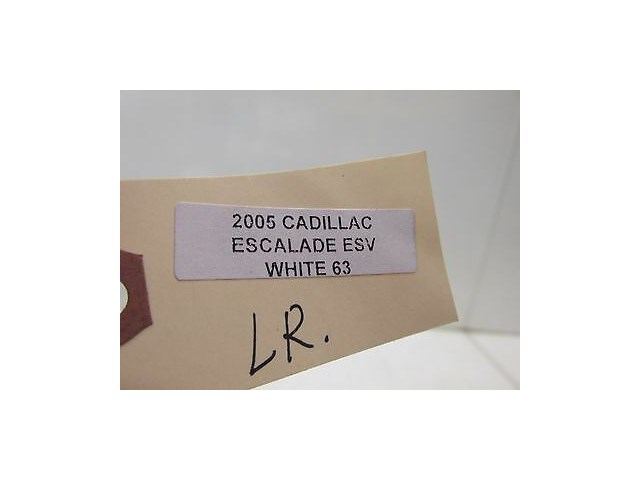 2005 CADILLAC
ESCALADE ESV
WHITE 63
LR.